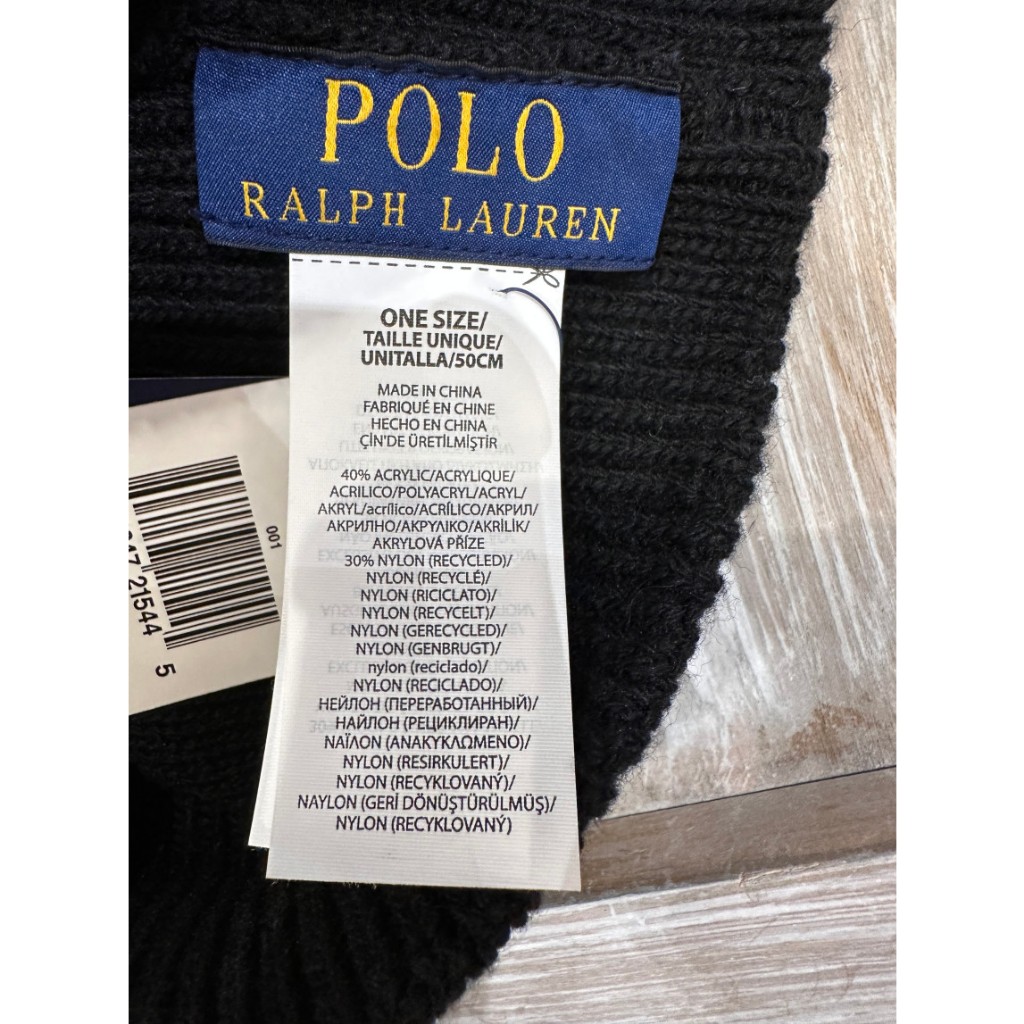 POLO
RALPH LAUREN
ONE SIZE/
TAILLE UNIQUE/
UNITALLA/50CM
MADE IN CHINA
FABRIQUÉ EN CHINE
HECHO EN CHINA
ÇİN'DE ÜRETİLMİŞTİR
40% ACRYLIC/ACRYLIQUE/
ACRILICO/POLYACRYL/ACRYL/
AKRYL/acrílico/ACRÍLICO/АКРИЛ/
АКРИЛНО/ΑΚΡΥΛΙΚΟ/AKRİLİK/
AKRYLOVÁ PŘÍZE
30% NYLON (RECYCLED)/
NYLON (RECYCLÉ)/
NYLON (RICICLATO)/
NYLON (RECYCELT)/
NYLON (GERECYCLED)/
NYLON (GENBRUGT)/
nylon (reciclado)/
NYLON (RECICLADO)/
НЕЙЛОН (ПЕРЕРАБОТАННЫЙ)/
НАЙЛОН (РЕЦИКЛИРАН)/
ΝΑΪΛΟΝ (ΑΝΑΚΥΚΛΩΜΕΝΟ)/
NYLON (RESIRKULERT)/
NYLON (RECYKLOVANÝ)/
NAYLON (GERİ DÖNÜŞTÜRÜLMÜŞ)/
NYLON (RECYKLOVANÝ)
001
21544 5